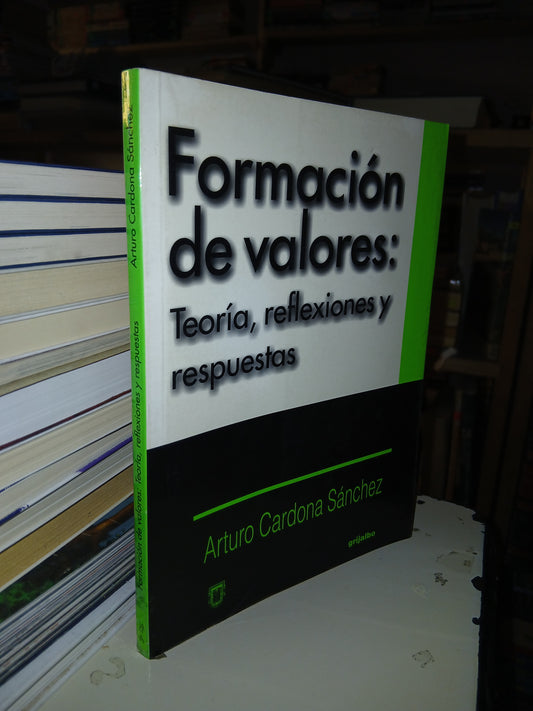 Formación
de valores:
Teoría, reflexiones y
respuestas
Arturo Cardona Sánchez
grijalbo
Arturo Cardona Sánchez
Formación de valores: Teoría, reflexiones y respuestas